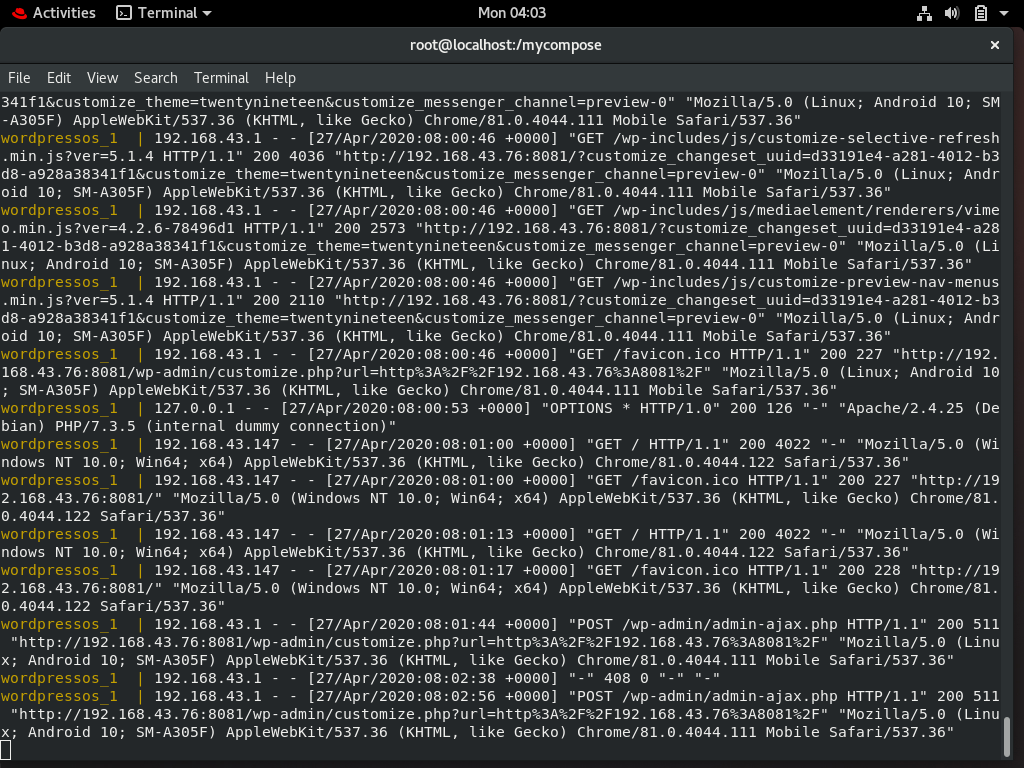 Activities Terminal Mon 04:03
root@localhost:/mycompose ×
File Edit View Search Terminal Help
341f1&customize_theme=twentynineteen&customize_messenger_channel=preview-0" "Mozilla/5.0 (Linux; Android 10; SM
-A305F) AppleWebKit/537.36 (KHTML, like Gecko) Chrome/81.0.4044.111 Mobile Safari/537.36"
wordpressos_1 | 192.168.43.1 - - [27/Apr/2020:08:00:46 +0000] "GET /wp-includes/js/customize-selective-refresh
.min.js?ver=5.1.4 HTTP/1.1" 200 4036 "http://192.168.43.76:8081/?customize_changeset_uuid=d33191e4-a281-4012-b3
d8-a928a38341f1&customize_theme=twentynineteen&customize_messenger_channel=preview-0" "Mozilla/5.0 (Linux; Andr
oid 10; SM-A305F) AppleWebKit/537.36 (KHTML, like Gecko) Chrome/81.0.4044.111 Mobile Safari/537.36"
wordpressos_1 | 192.168.43.1 - - [27/Apr/2020:08:00:46 +0000] "GET /wp-includes/js/mediaelement/renderers/vime
o.min.js?ver=4.2.6-78496d1 HTTP/1.1" 200 2573 "http://192.168.43.76:8081/?customize_changeset_uuid=d33191e4-a28
1-4012-b3d8-a928a38341f1&customize_theme=twentynineteen&customize_messenger_channel=preview-0" "Mozilla/5.0 (Li
nux; Android 10; SM-A305F) AppleWebKit/537.36 (KHTML, like Gecko) Chrome/81.0.4044.111 Mobile Safari/537.36"
wordpressos_1 | 192.168.43.1 - - [27/Apr/2020:08:00:46 +0000] "GET /wp-includes/js/customize-preview-nav-menus
.min.js?ver=5.1.4 HTTP/1.1" 200 2110 "http://192.168.43.76:8081/?customize_changeset_uuid=d33191e4-a281-4012-b3
d8-a928a38341f1&customize_theme=twentynineteen&customize_messenger_channel=preview-0" "Mozilla/5.0 (Linux; Andr
oid 10; SM-A305F) AppleWebKit/537.36 (KHTML, like Gecko) Chrome/81.0.4044.111 Mobile Safari/537.36"
wordpressos_1 | 192.168.43.1 - - [27/Apr/2020:08:00:46 +0000] "GET /favicon.ico HTTP/1.1" 200 227 "http://192.
168.43.76:8081/wp-admin/customize.php?url=http%3A%2F%2F192.168.43.76%3A8081%2F" "Mozilla/5.0 (Linux; Android 10
; SM-A305F) AppleWebKit/537.36 (KHTML, like Gecko) Chrome/81.0.4044.111 Mobile Safari/537.36"
wordpressos_1 | 127.0.0.1 - - [27/Apr/2020:08:00:53 +0000] "OPTIONS * HTTP/1.0" 200 126 "-" "Apache/2.4.25 (De
bian) PHP/7.3.5 (internal dummy connection)"
wordpressos_1 | 192.168.43.147 - - [27/Apr/2020:08:01:00 +0000] "GET / HTTP/1.1" 200 4022 "-" "Mozilla/5.0 (Wi
ndows NT 10.0; Win64; x64) AppleWebKit/537.36 (KHTML, like Gecko) Chrome/81.0.4044.122 Safari/537.36"
wordpressos_1 | 192.168.43.147 - - [27/Apr/2020:08:01:00 +0000] "GET /favicon.ico HTTP/1.1" 200 227 "http://19
2.168.43.76:8081/" "Mozilla/5.0 (Windows NT 10.0; Win64; x64) AppleWebKit/537.36 (KHTML, like Gecko) Chrome/81.
0.4044.122 Safari/537.36"
wordpressos_1 | 192.168.43.147 - - [27/Apr/2020:08:01:13 +0000] "GET / HTTP/1.1" 200 4022 "-" "Mozilla/5.0 (Wi
ndows NT 10.0; Win64; x64) AppleWebKit/537.36 (KHTML, like Gecko) Chrome/81.0.4044.122 Safari/537.36"
wordpressos_1 | 192.168.43.147 - - [27/Apr/2020:08:01:17 +0000] "GET /favicon.ico HTTP/1.1" 200 228 "http://19
2.168.43.76:8081/" "Mozilla/5.0 (Windows NT 10.0; Win64; x64) AppleWebKit/537.36 (KHTML, like Gecko) Chrome/81.
0.4044.122 Safari/537.36"
wordpressos_1 | 192.168.43.1 - - [27/Apr/2020:08:01:44 +0000] "POST /wp-admin/admin-ajax.php HTTP/1.1" 200 511
"http://192.168.43.76:8081/wp-admin/customize.php?url=http%3A%2F%2F192.168.43.76%3A8081%2F" "Mozilla/5.0 (Linu
x; Android 10; SM-A305F) AppleWebKit/537.36 (KHTML, like Gecko) Chrome/81.0.4044.111 Mobile Safari/537.36"
wordpressos_1 | 192.168.43.1 - - [27/Apr/2020:08:02:38 +0000] "-" 408 0 "-" "-"
wordpressos_1 | 192.168.43.1 - - [27/Apr/2020:08:02:56 +0000] "POST /wp-admin/admin-ajax.php HTTP/1.1" 200 511
"http://192.168.43.76:8081/wp-admin/customize.php?url=http%3A%2F%2F192.168.43.76%3A8081%2F" "Mozilla/5.0 (Linu
x; Android 10; SM-A305F) AppleWebKit/537.36 (KHTML, like Gecko) Chrome/81.0.4044.111 Mobile Safari/537.36"